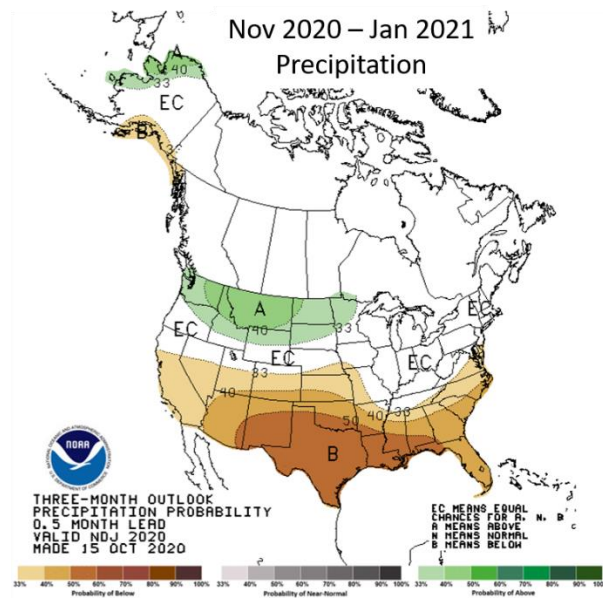 Nov 2020 – Jan 2021
Precipitation
A
40
33
EC
B
33
A
EC
40
33
EC
EC
EC
33
40
50
40
33
B
NOAA
THREE-MONTH OUTLOOK
PRECIPITATION PROBABILITY
0.5 MONTH LEAD
VALID NDJ 2020
MADE 15 OCT 2020
EC MEANS EQUAL
CHANCES FOR A, N, B
A MEANS ABOVE
N MEANS NORMAL
B MEANS BELOW
33% 40% 50% 60% 70% 80% 90% 100%
Probability of Below
33% 40% 50% 60% 70% 80% 90% 100%
Probability of Near-Normal
33% 40% 50% 60% 70% 80% 90% 100%
Probability of Above